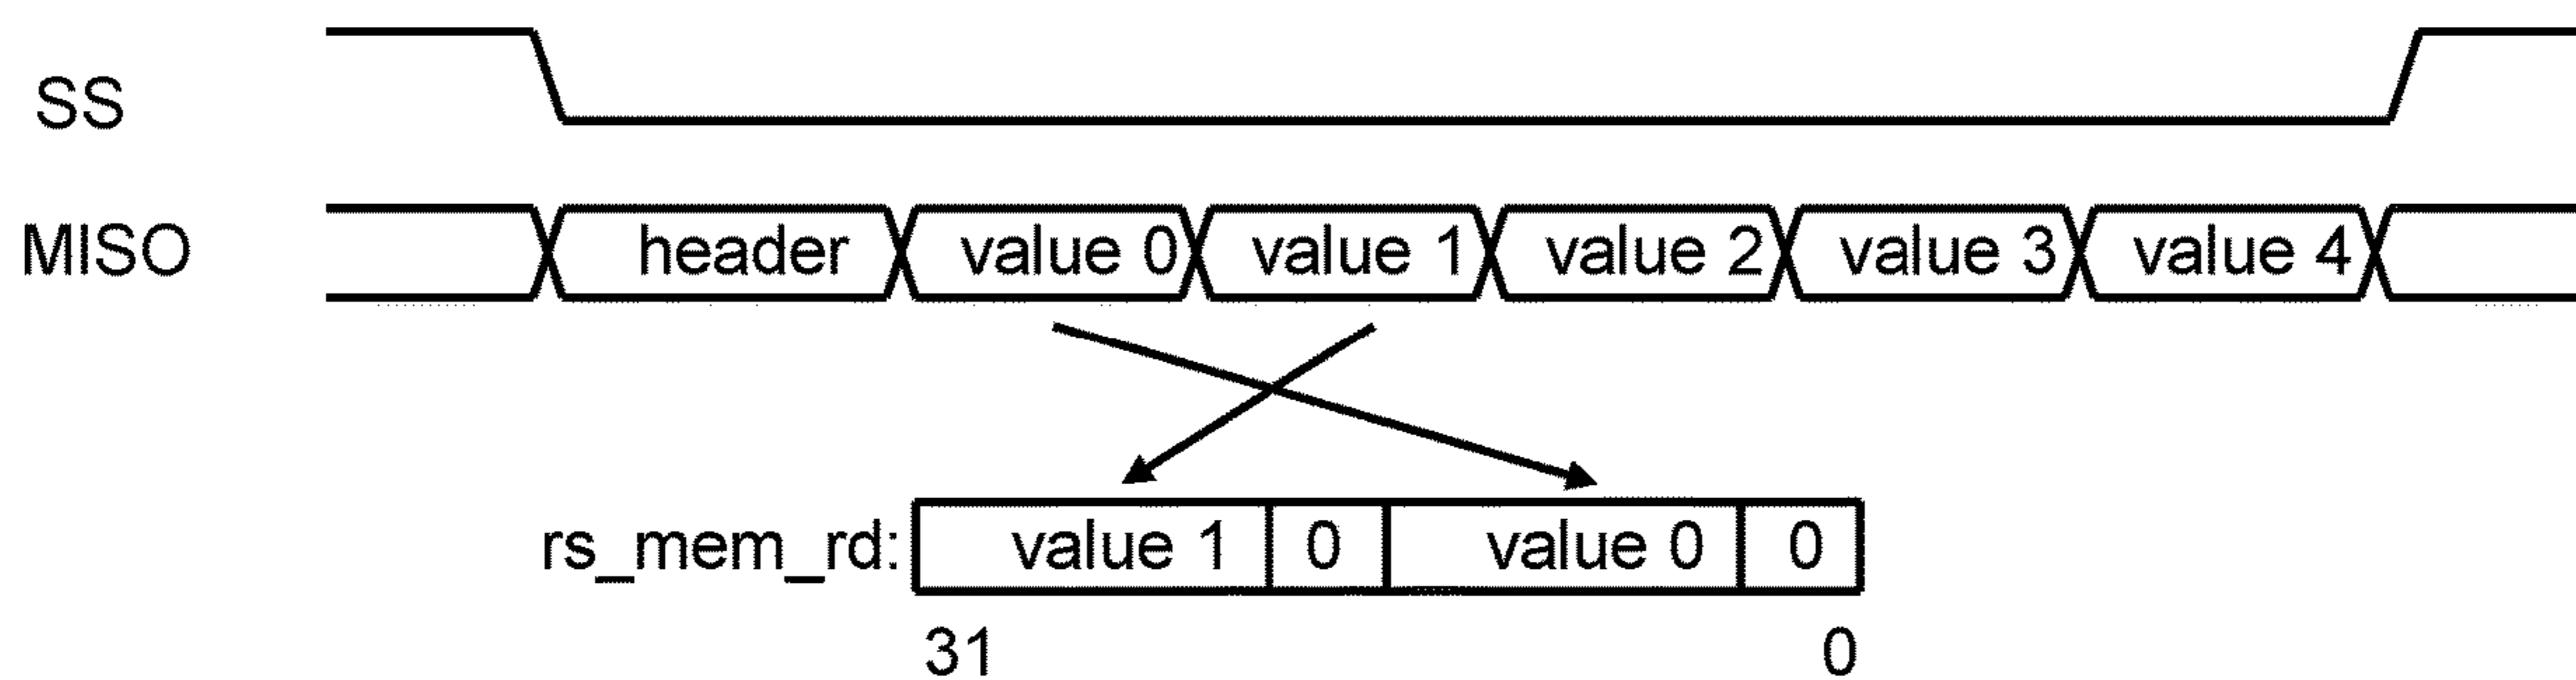 SS
MISO header value 0 value 1 value 2 value 3 value 4
rs_mem_rd: value 1 0 value 0 0
31 0